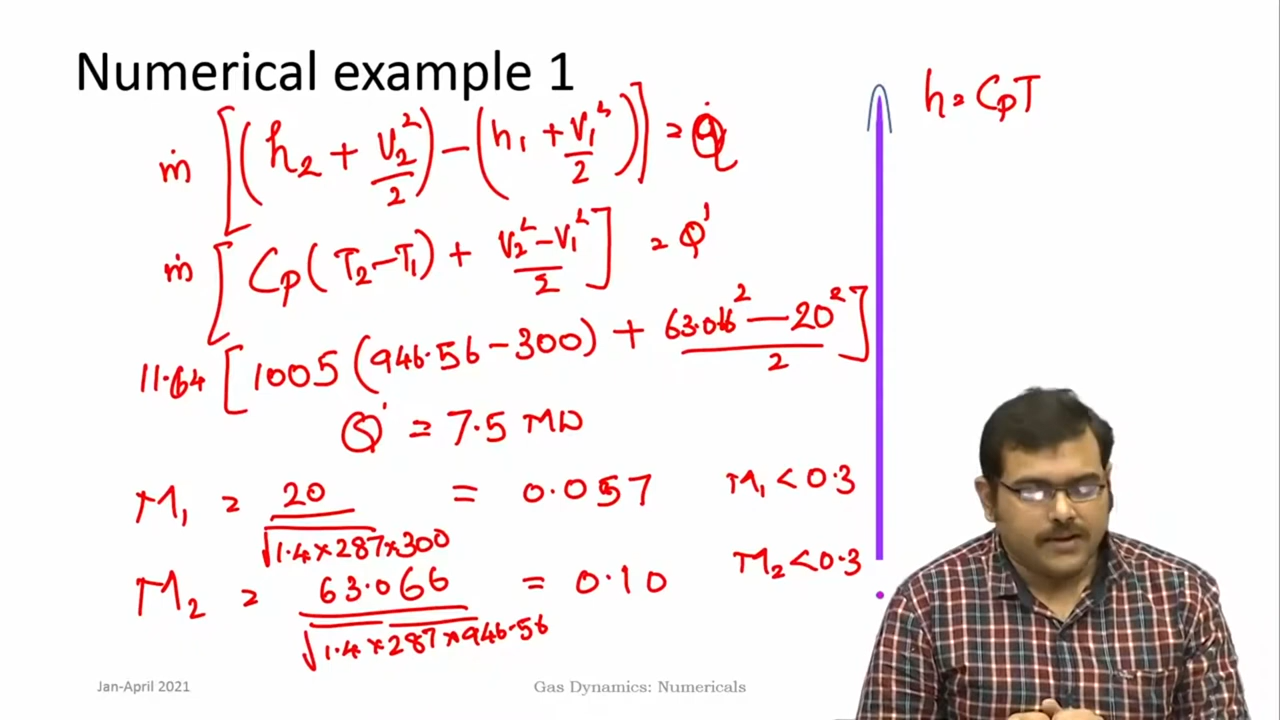 Numerical example 1
h = CpT
ṁ [(h₂ + V₂²/2) − (h₁ + V₁²/2)] = Q̇
ṁ [Cp(T₂−T₁) + (V₂²−V₁²)/2] = Q̇
11.64 [1005 (946.56−300) + (63.066² − 20²)/2]
Q̇ = 7.5 MW
M₁ = 20/√(1.4×287×300) = 0.057 M₁ < 0.3
M₂ = 63.066/√(1.4×287×946.56) = 0.10 M₂ < 0.3
Jan-April 2021
Gas Dynamics: Numericals